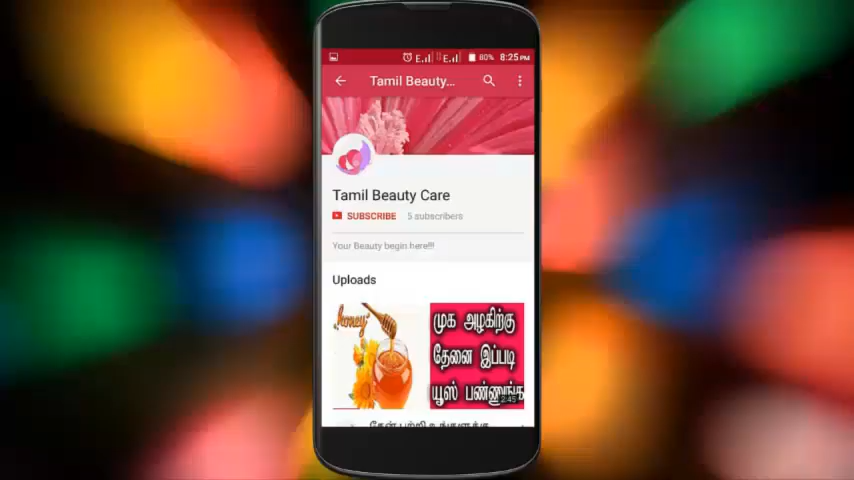 E E 80% 8:25 PM
Tamil Beauty...
Tamil Beauty Care
SUBSCRIBE 5 subscribers
Your Beauty begin here!!!
Uploads
honey
முக அழகிற்கு
தேனை இப்படி
யூஸ் பண்ணுங்க
2:45